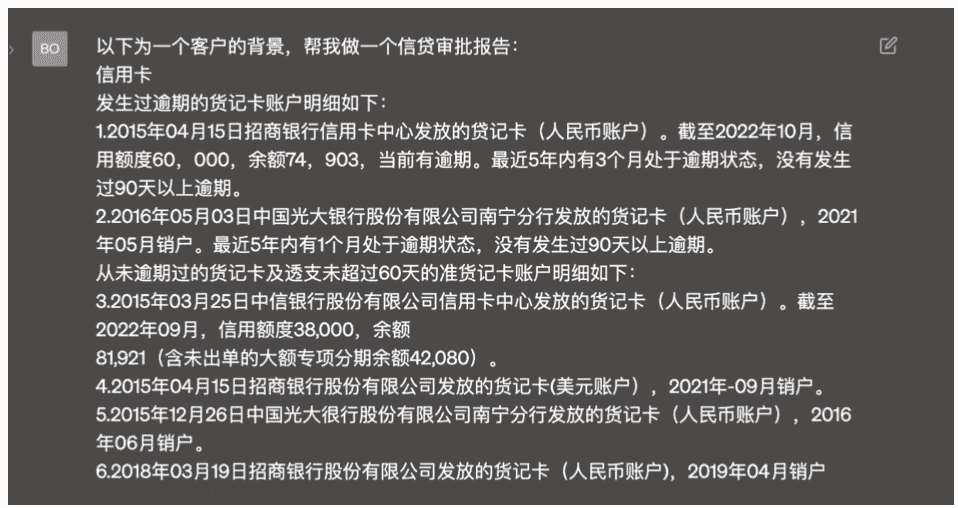 BO
以下为一个客户的背景，帮我做一个信贷审批报告：
信用卡
发生过逾期的货记卡账户明细如下：
1.2015年04月15日招商银行信用卡中心发放的贷记卡（人民币账户）。截至2022年10月，信
用额度60，000，余额74，903，当前有逾期。最近5年内有3个月处于逾期状态，没有发生
过90天以上逾期。
2.2016年05月03日中国光大银行股份有限公司南宁分行发放的货记卡（人民币账户），2021
年05月销户。最近5年内有1个月处于逾期状态，没有发生过90天以上逾期。
从未逾期过的货记卡及透支未超过60天的准货记卡账户明细如下：
3.2015年03月25日中信银行股份有限公司信用卡中心发放的货记卡（人民币账户）。截至
2022年09月，信用额度38,000，余额
81,921（含未出单的大额专项分期余额42,080）。
4.2015年04月15日招商银行股份有限公司发放的货记卡(美元账户），2021年-09月销户。
5.2015年12月26日中国光大很行股份有限公司南宁分行发放的货记卡（人民币账户），2016
年06月销户。
6.2018年03月19日招商银行股份有限公司发放的货记卡（人民币账户)，2019年04月销户